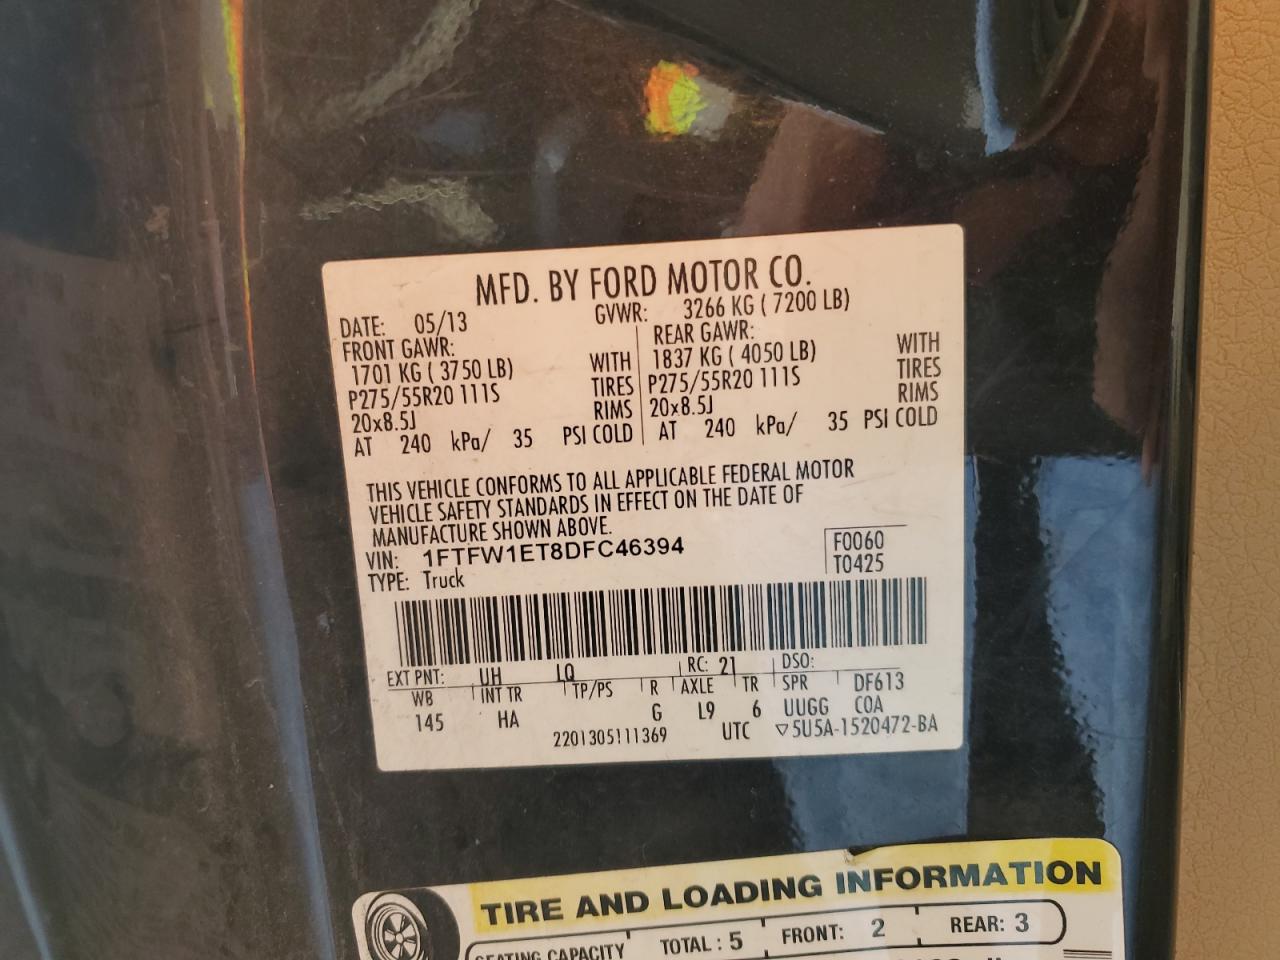 MFD. BY FORD MOTOR CO.
DATE: 05/13 GVWR: 3266 KG ( 7200 LB)
FRONT GAWR: REAR GAWR:
1701 KG ( 3750 LB) WITH 1837 KG ( 4050 LB) WITH
P275/55R20 111S TIRES P275/55R20 111S TIRES
20x8.5J RIMS 20x8.5J RIMS
AT 240 kPa/ 35 PSI COLD AT 240 kPa/ 35 PSI COLD
THIS VEHICLE CONFORMS TO ALL APPLICABLE FEDERAL MOTOR
VEHICLE SAFETY STANDARDS IN EFFECT ON THE DATE OF
MANUFACTURE SHOWN ABOVE.
VIN: 1FTFW1ET8DFC46394 F0060
TYPE: Truck T0425
EXT PNT: UH LQ RC: 21 DSO:
WB INT TR TP/PS R AXLE TR SPR DF613
145 HA G L9 6 UUGG COA
2201305111369 UTC ▽5U5A-1520472-BA
TIRE AND LOADING INFORMATION
SEATING CAPACITY TOTAL : 5 FRONT: 2 REAR: 3